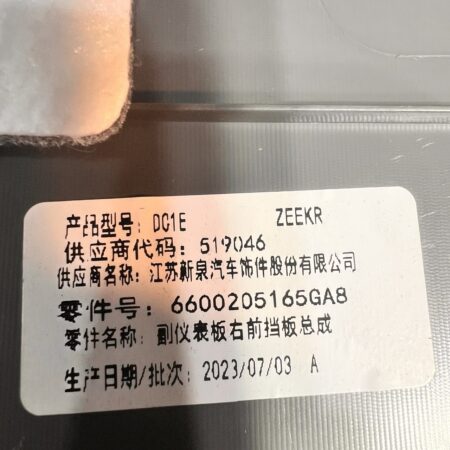 产品型号: DC1E ZEEKR
供应商代码: 519046
供应商名称: 江苏新泉汽车饰件股份有限公司
零件号: 6600205165GA8
零件名称: 副仪表板右前挡板总成
生产日期/批次: 2023/07/03 A